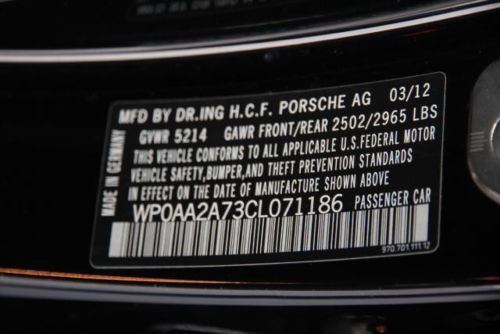 MFD BY DR.ING H.C.F. PORSCHE AG 03/12
GVWR 5214 GAWR FRONT/REAR 2502/2965 LBS
THIS VEHICLE CONFORMS TO ALL APPLICABLE U.S.FEDERAL MOTOR
VEHICLE SAFETY,BUMPER,AND THEFT PREVENTION STANDARDS
IN EFFECT ON THE DATE OF MANUFACTURE SHOWN ABOVE.
WP0AA2A73CL071186 PASSENGER CAR
970.701.111.12
MADE IN GERMANY